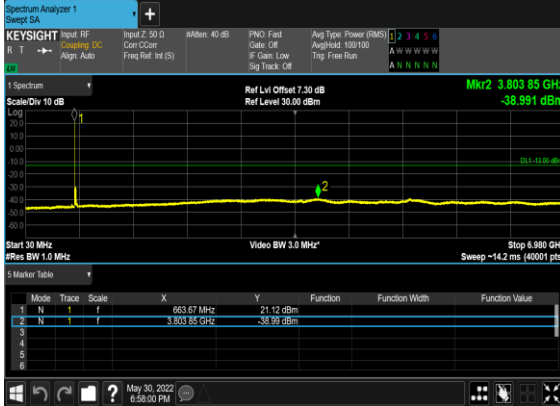 Spectrum Analyzer 1
Swept SA
+
KEYSIGHT
R T
LU
Input: RF
Coupling: DC
Align: Auto
Input Z: 50 Ω
Corr CCorr
Freq Ref: Int (S)
#Atten: 40 dB
PNO: Fast
Gate: Off
IF Gain: Low
Sig Track: Off
Avg Type: Power (RMS)
Avg|Hold: 100/100
Trig: Free Run
1 2 3 4 5 6
A W W W W W
A N N N N N
1 Spectrum
Scale/Div 10 dB
Ref Lvl Offset 7.30 dB
Ref Level 30.00 dBm
Mkr2 3.803 85 GHz
-38.991 dBm
Log
20.0
10.0
0.00
-10.0
-20.0
-30.0
-40.0
-50.0
-60.0
1
2
DL1 -13.00 dBm
Start 30 MHz
#Res BW 1.0 MHz
Video BW 3.0 MHz*
Stop 6.980 GH
Sweep ~14.2 ms (40001 pts
5 Marker Table
Mode Trace Scale X Y Function Function Width Function Value
1 N 1 f 663.67 MHz 21.12 dBm
2 N 1 f 3.803 85 GHz -38.99 dBm
3
4
5
6
? May 30, 2022
6:58:00 PM